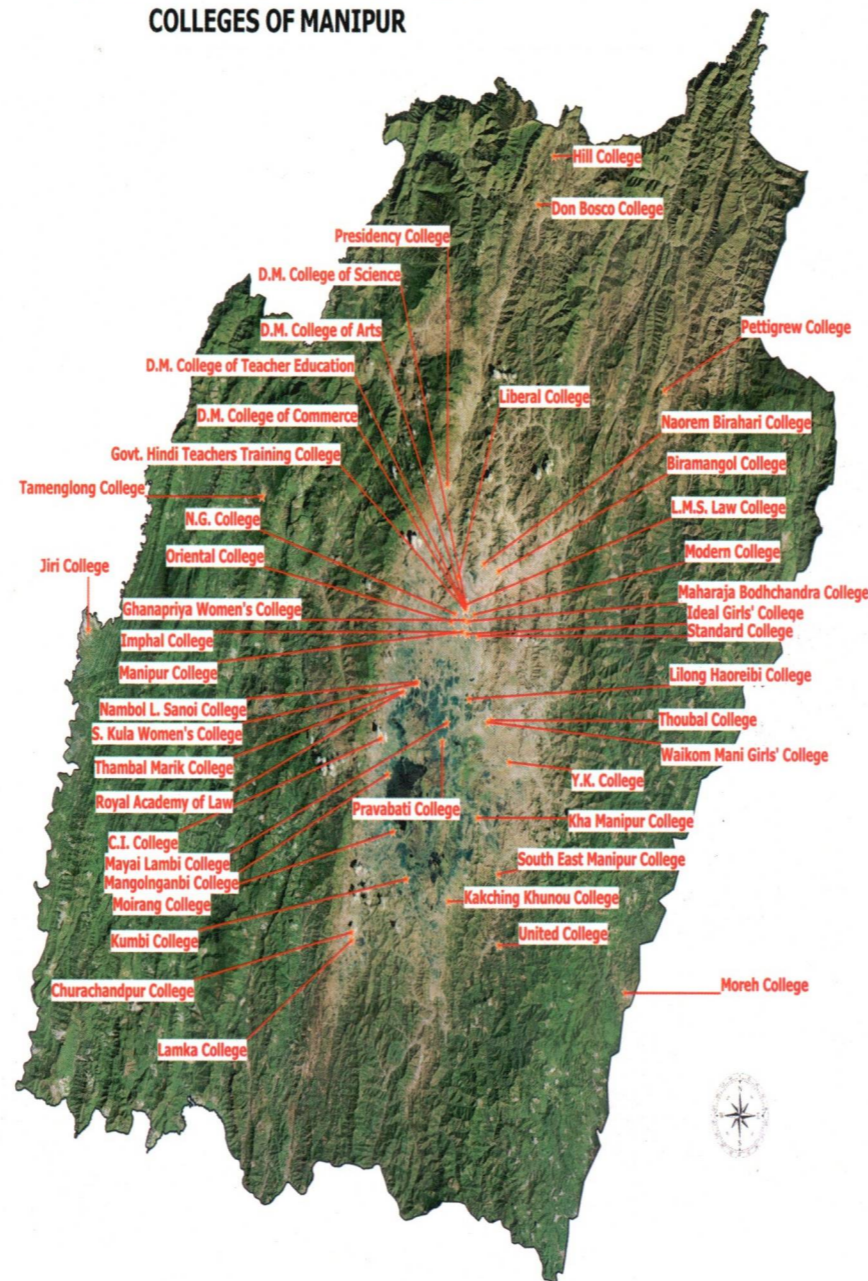 COLLEGES OF MANIPUR
Hill College
Don Bosco College
Presidency College
D.M. College of Science
D.M. College of Arts
Pettigrew College
D.M. College of Teacher Education
Liberal College
D.M. College of Commerce
Naorem Birahari College
Govt. Hindi Teachers Training College
Biramangol College
Tamenglong College
L.M.S. Law College
N.G. College
Modern College
Oriental College
Jiri College
Maharaja Bodhchandra College
Ghanapriya Women's College
Ideal Girls' College
Imphal College
Standard College
Manipur College
Lilong Haoreibi College
Nambol L. Sanoi College
Thoubal College
S. Kula Women's College
Waikom Mani Girls' College
Thambal Marik College
Y.K. College
Royal Academy of Law
Pravabati College
Kha Manipur College
C.I. College
Mayai Lambi College
South East Manipur College
Mangolnganbi College
Moirang College
Kakching Khunou College
Kumbi College
United College
Churachandpur College
Moreh College
Lamka College